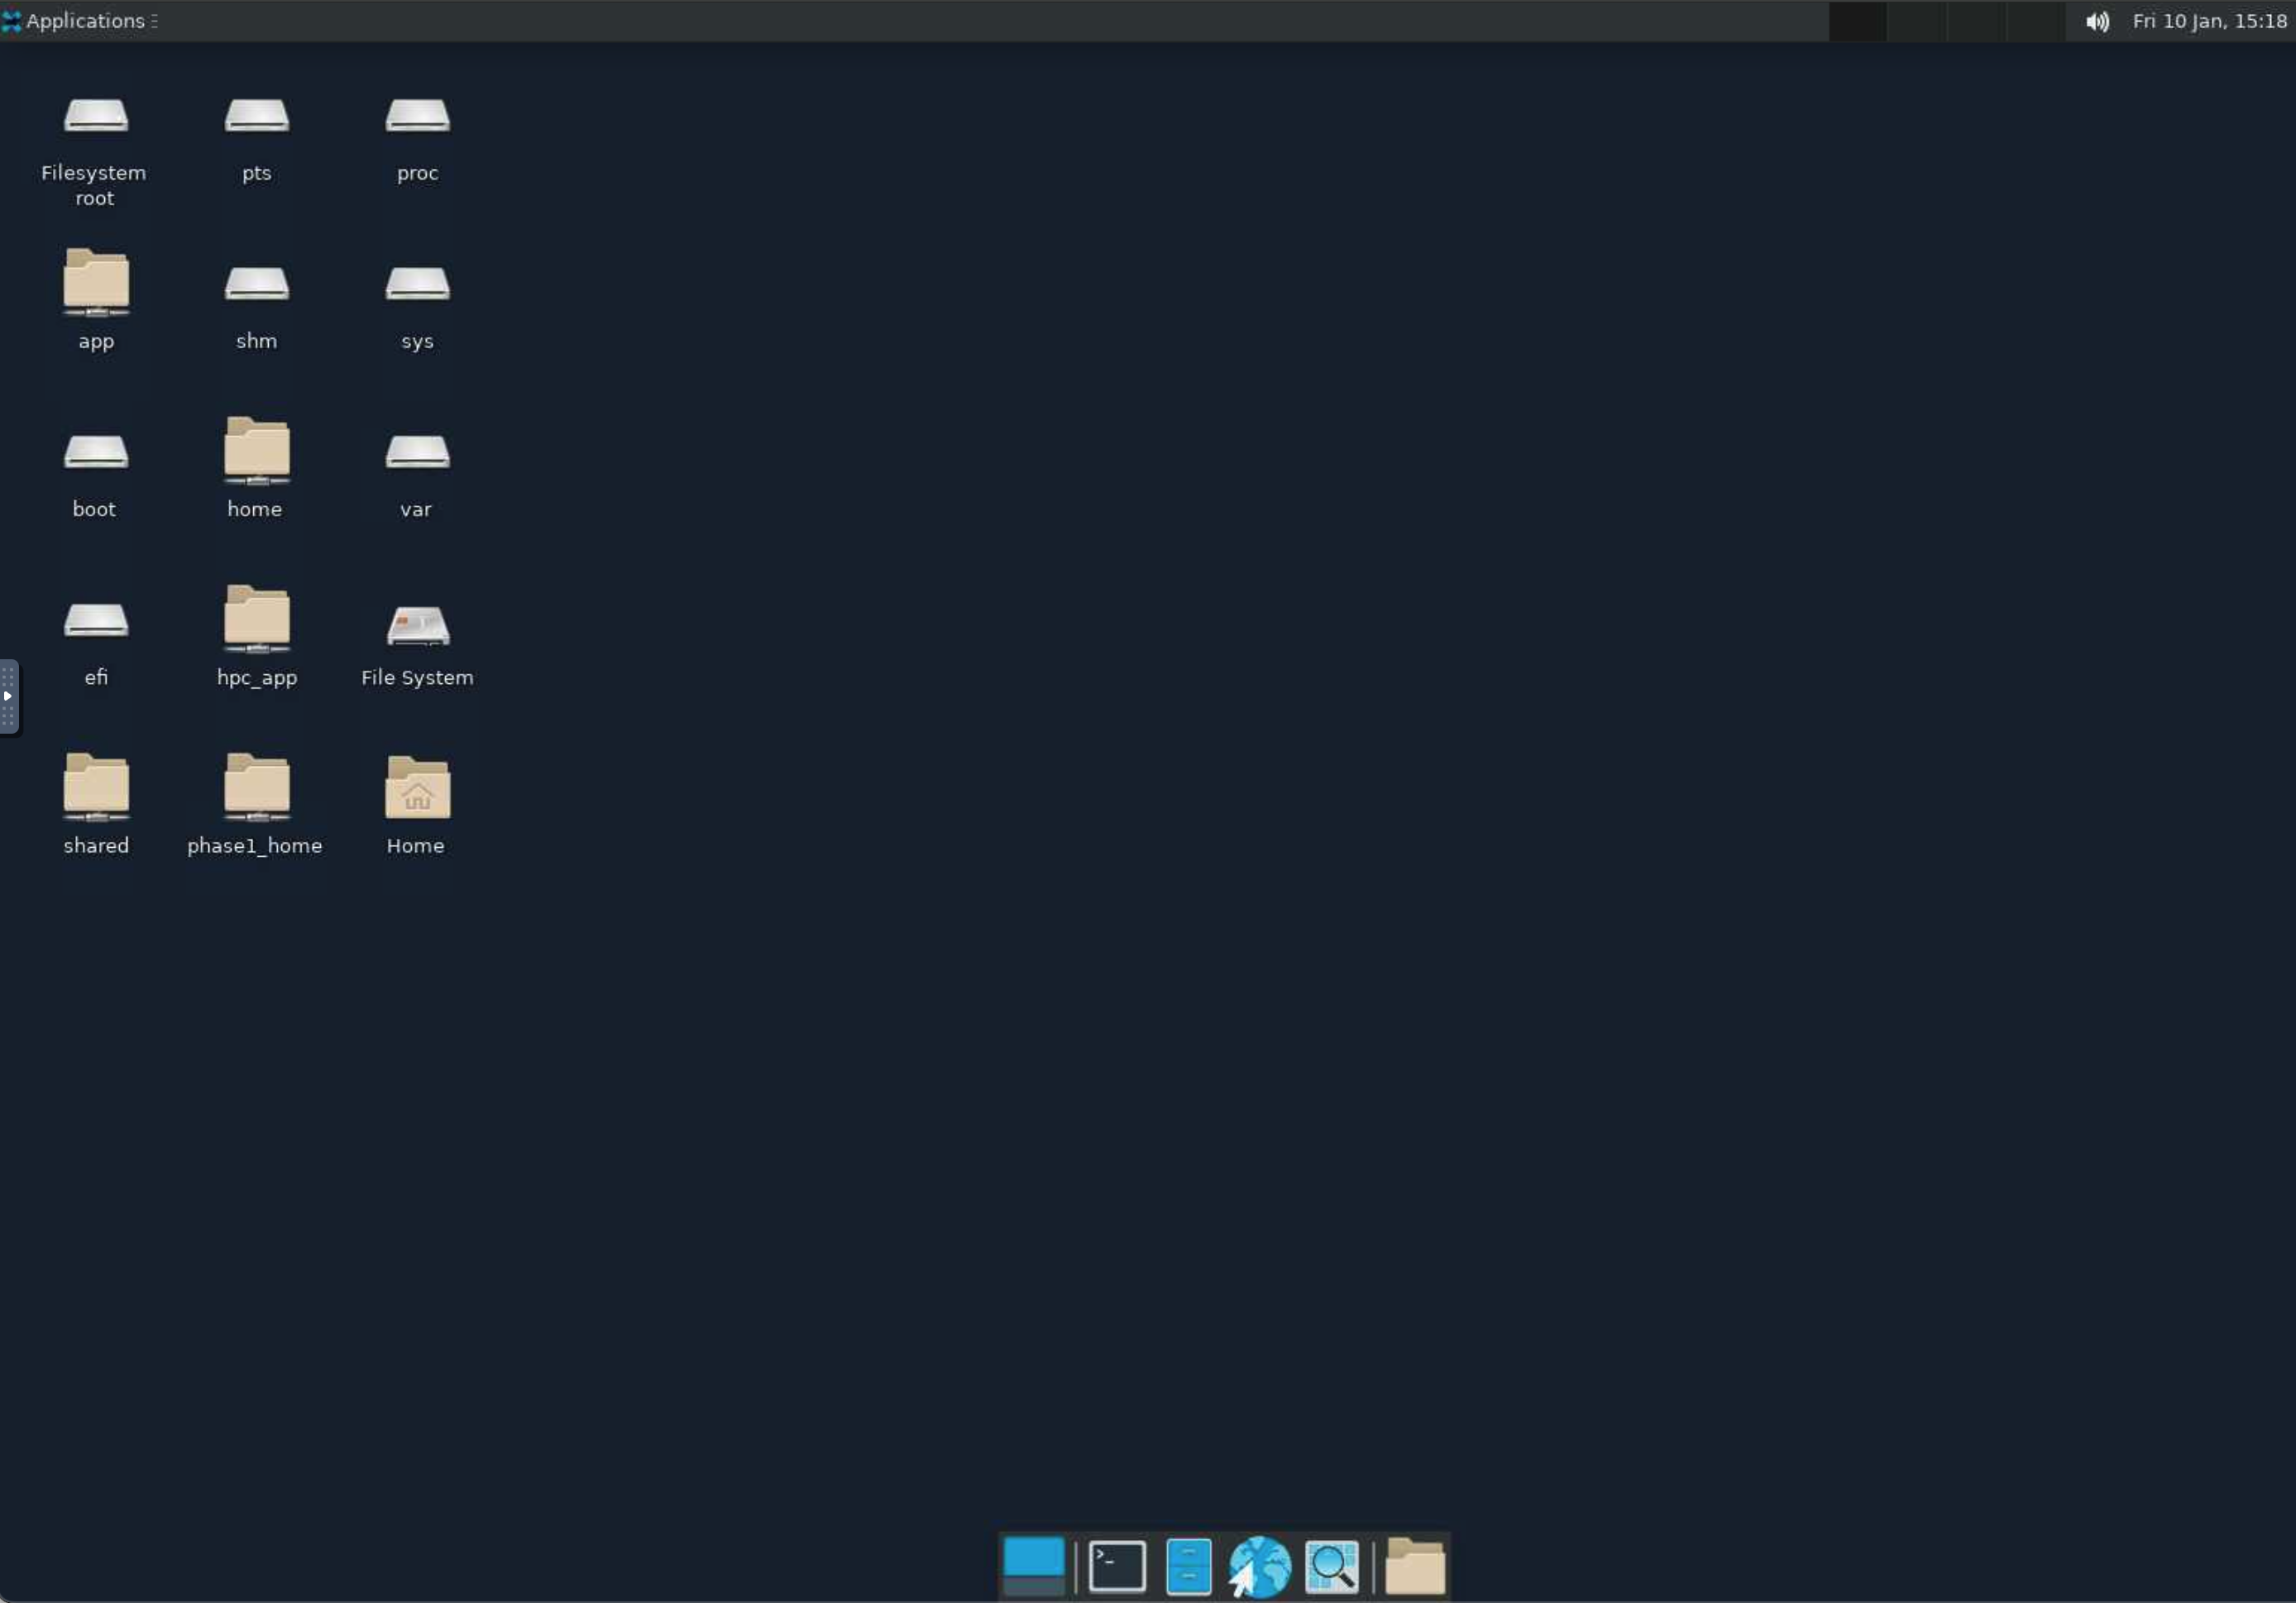 Applications
Fri 10 Jan, 15:18
Filesystem
root
pts
proc
app
shm
sys
boot
home
var
efi
hpc_app
File System
shared
phase1_home
Home
>_